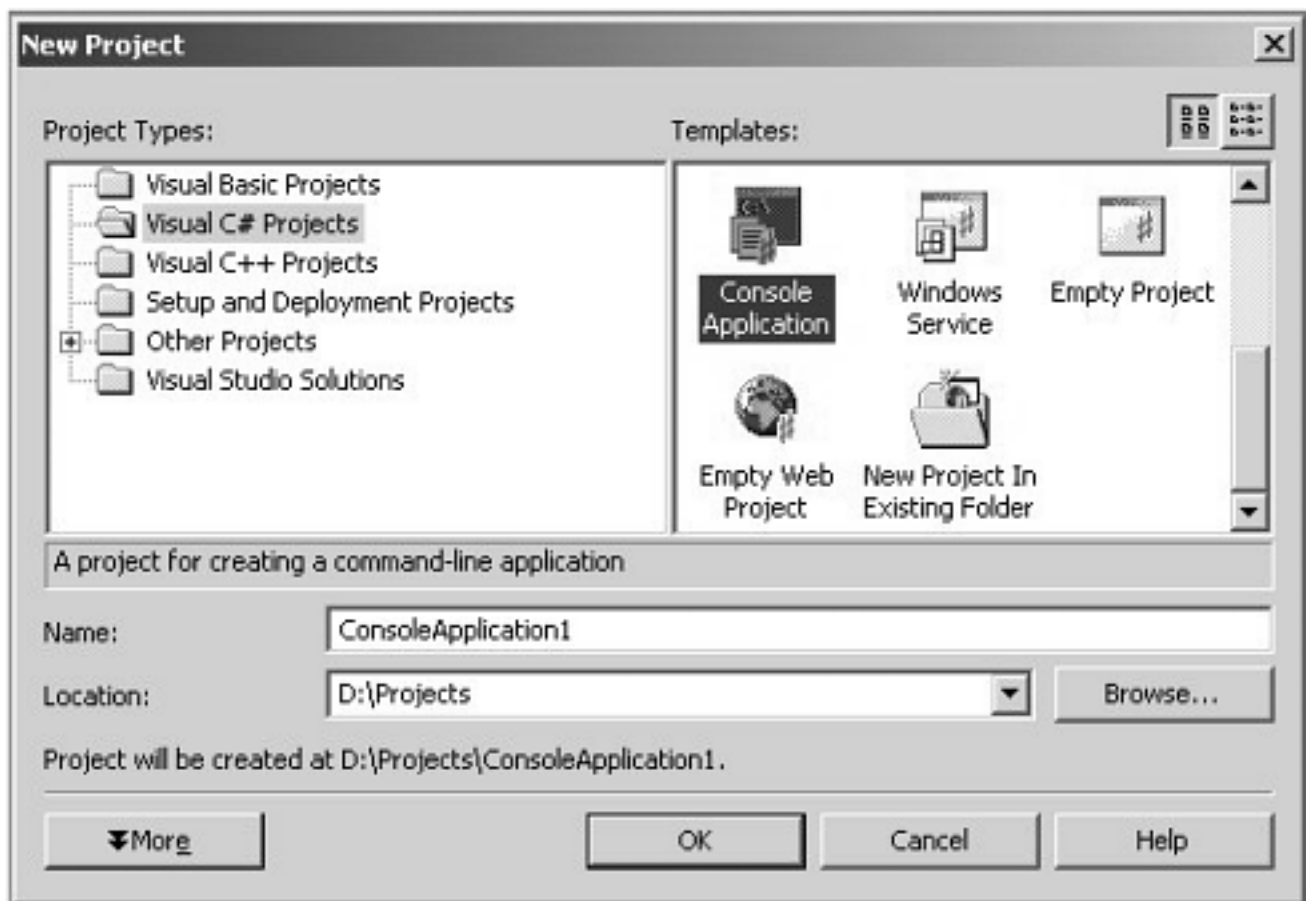 New Project
Project Types:
Templates:
Visual Basic Projects
Visual C# Projects
Visual C++ Projects
Setup and Deployment Projects
Other Projects
Visual Studio Solutions
Console
Application
Windows
Service
Empty Project
Empty Web
Project
New Project In
Existing Folder
A project for creating a command-line application
Name:
ConsoleApplication1
Location:
D:\Projects
Browse...
Project will be created at D:\Projects\ConsoleApplication1.
More
OK
Cancel
Help